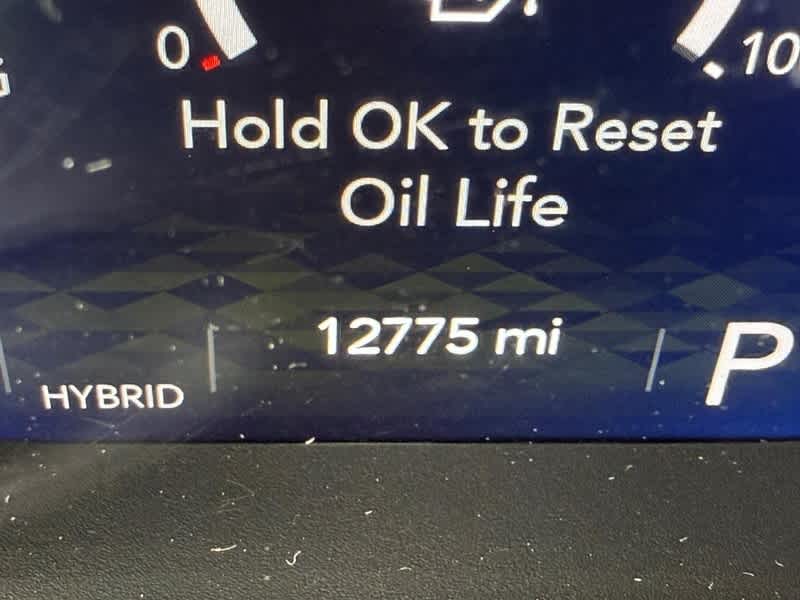 0
10
Hold OK to Reset
Oil Life
12775 mi
HYBRID
P